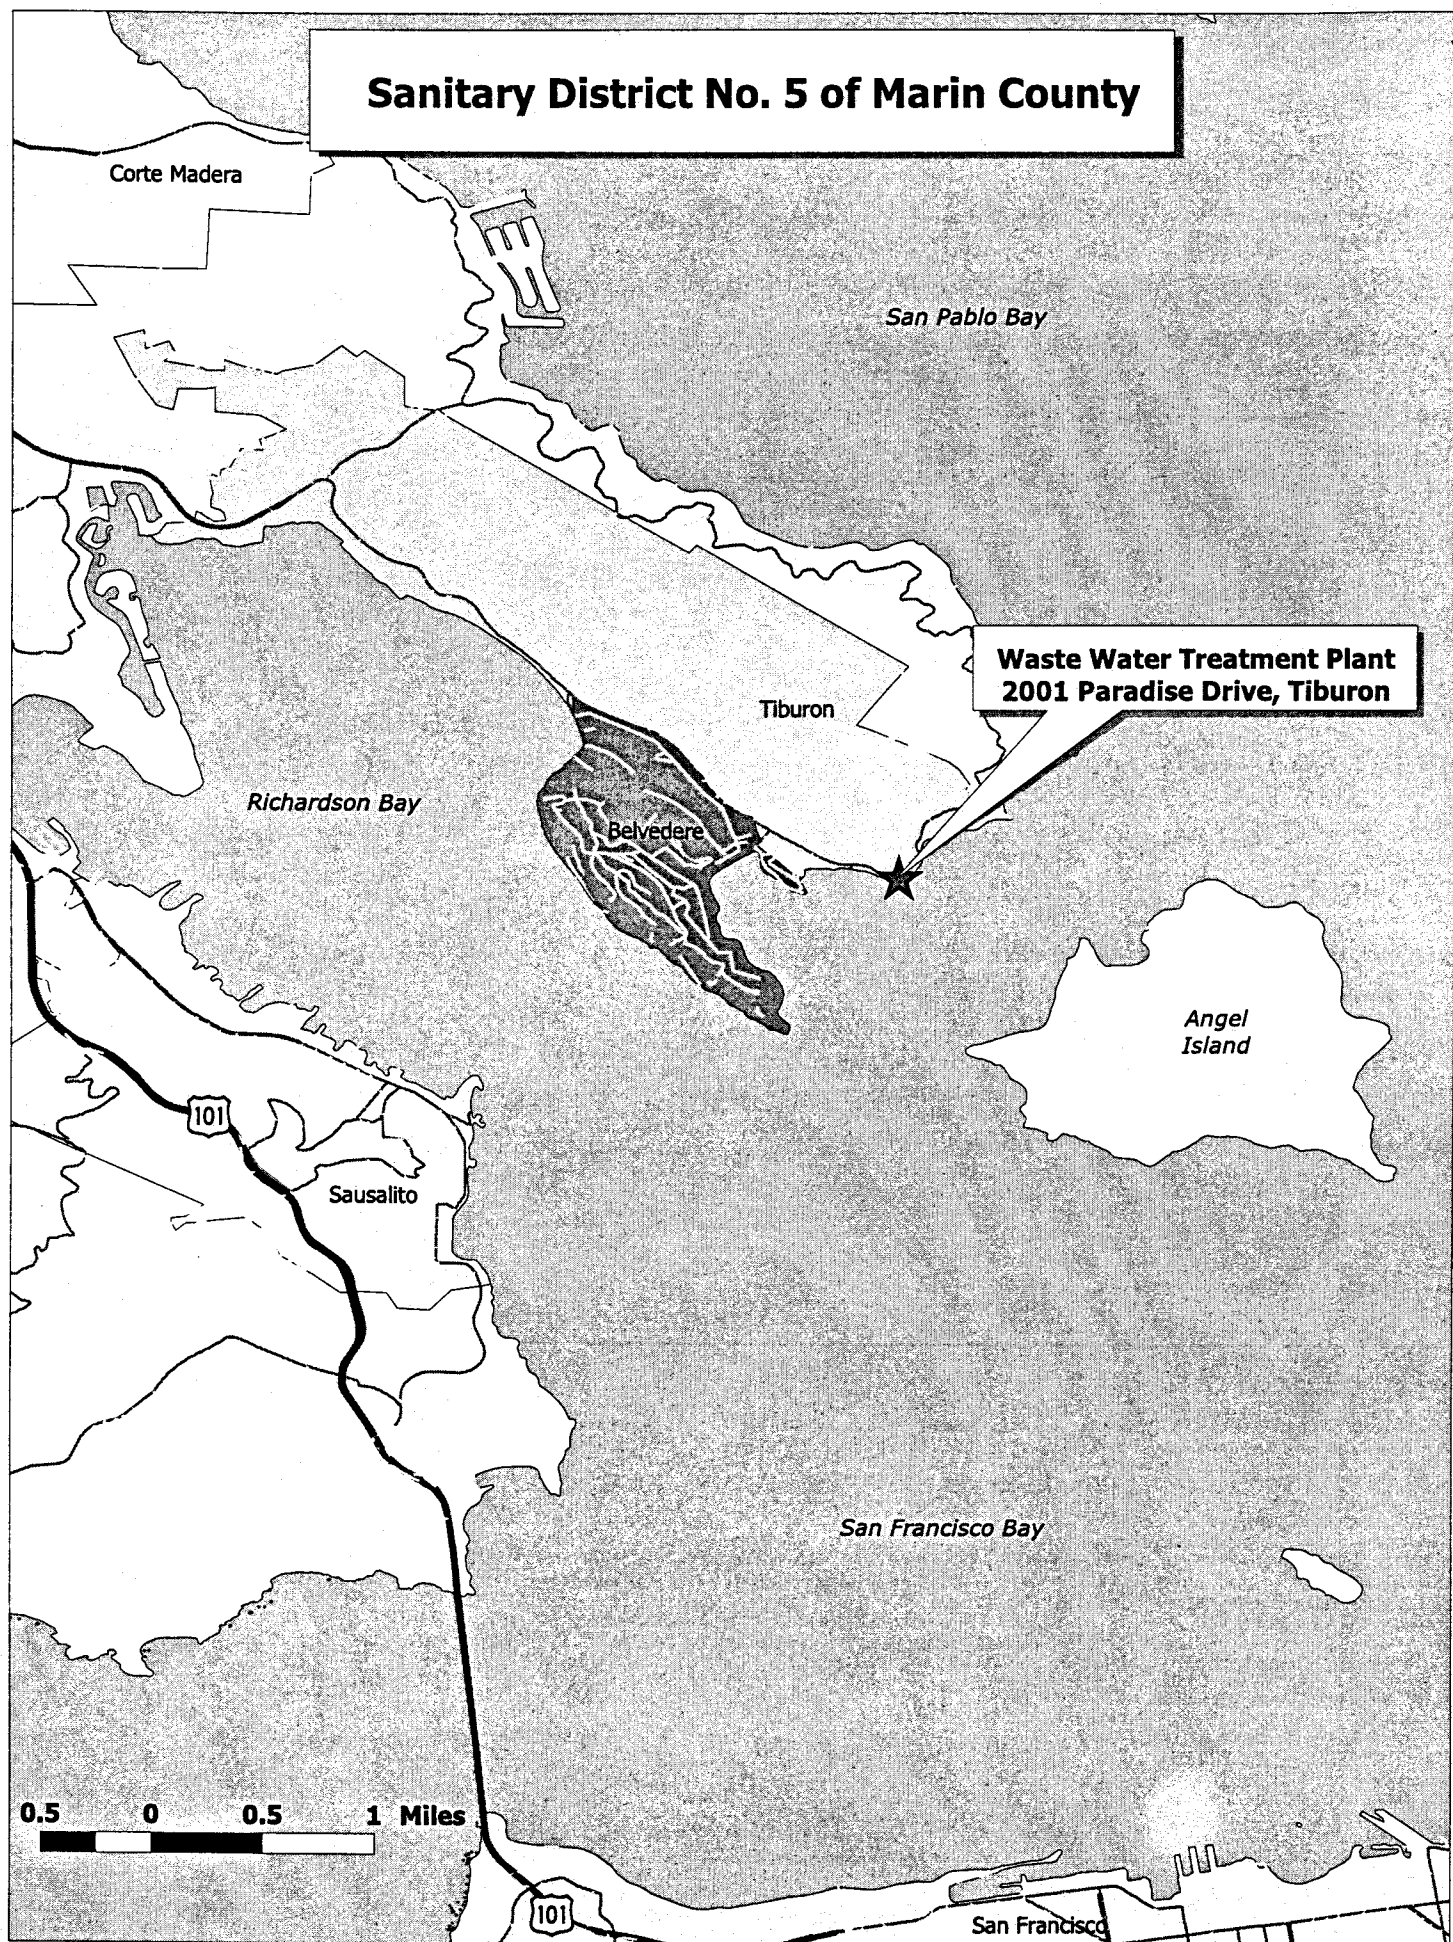 Sanitary District No. 5 of Marin County
Corte Madera
San Pablo Bay
Waste Water Treatment Plant
2001 Paradise Drive, Tiburon
Tiburon
Richardson Bay
Belvedere
Angel
Island
101
Sausalito
San Francisco Bay
0.5 0 0.5 1 Miles
101
San Francisco